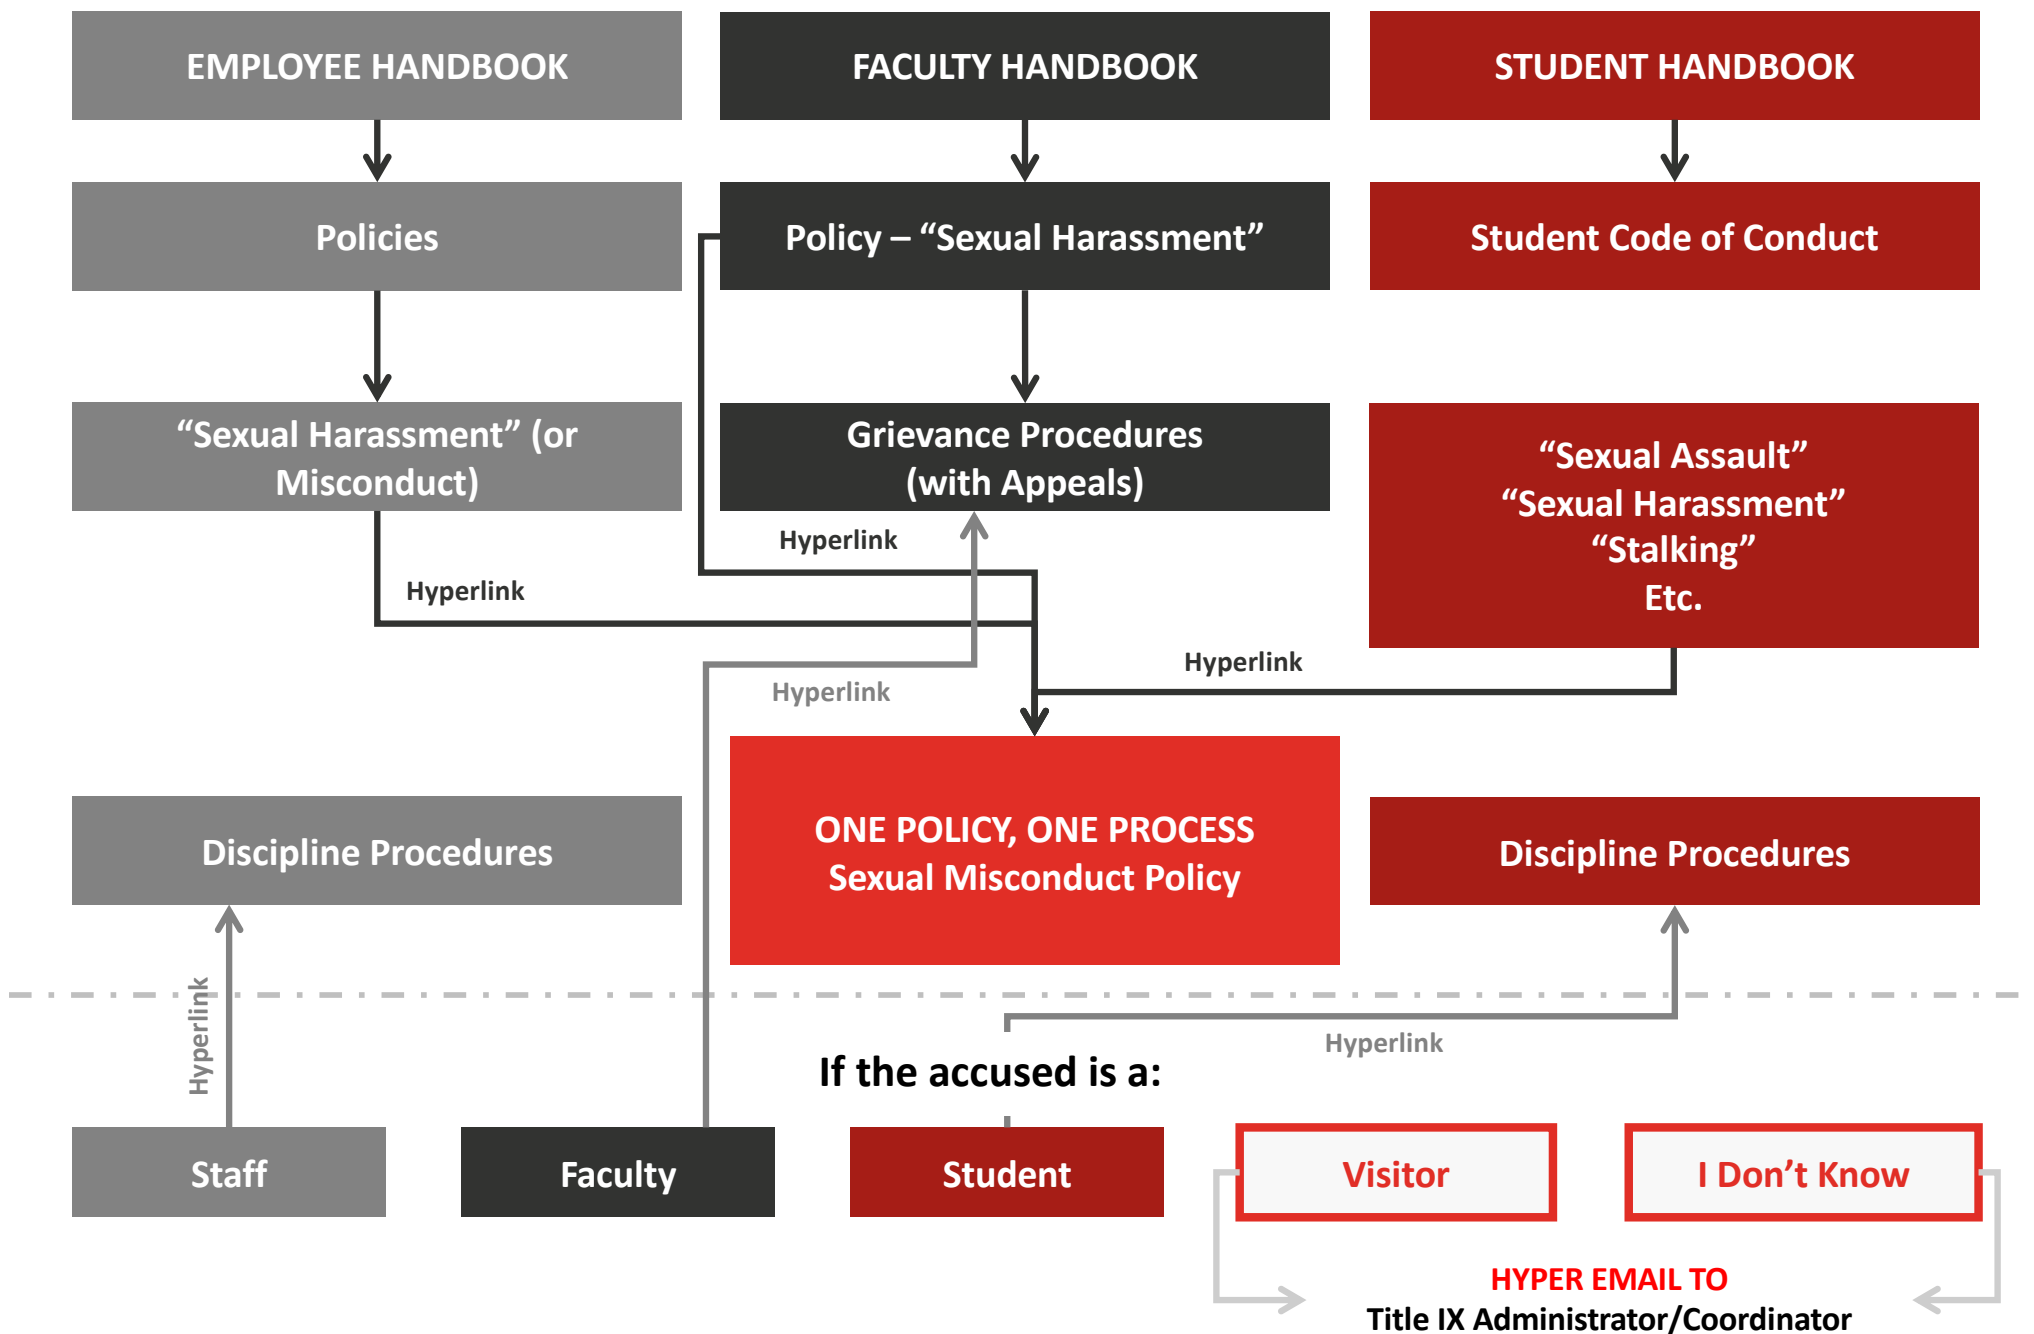 EMPLOYEE HANDBOOK
FACULTY HANDBOOK
STUDENT HANDBOOK
Policies
Policy – “Sexual Harassment”
Student Code of Conduct
“Sexual Harassment” (or
Misconduct)
Grievance Procedures
(with Appeals)
“Sexual Assault”
“Sexual Harassment”
“Stalking”
Etc.
Hyperlink
Hyperlink
Hyperlink
Hyperlink
Discipline Procedures
ONE POLICY, ONE PROCESS
Sexual Misconduct Policy
Discipline Procedures
Hyperlink
Hyperlink
If the accused is a:
Staff
Faculty
Student
Visitor
I Don’t Know
HYPER EMAIL TO
Title IX Administrator/Coordinator